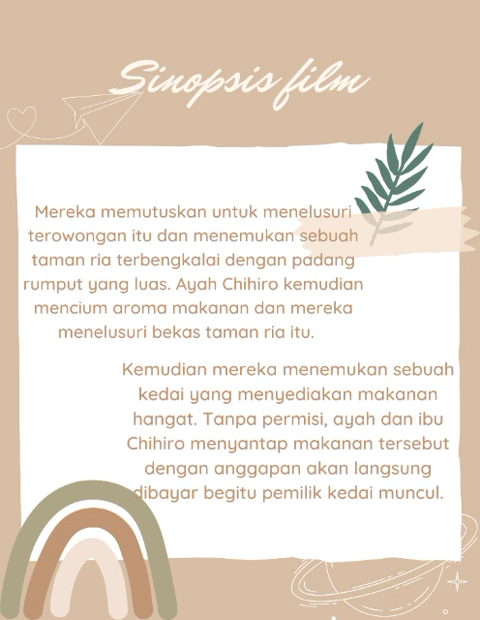 Sinopsis film
Mereka memutuskan untuk menelusuri
terowongan itu dan menemukan sebuah
taman ria terbengkalai dengan padang
rumput yang luas. Ayah Chihiro kemudian
mencium aroma makanan dan mereka
menelusuri bekas taman ria itu.
Kemudian mereka menemukan sebuah
kedai yang menyediakan makanan
hangat. Tanpa permisi, ayah dan ibu
Chihiro menyantap makanan tersebut
dengan anggapan akan langsung
dibayar begitu pemilik kedai muncul.